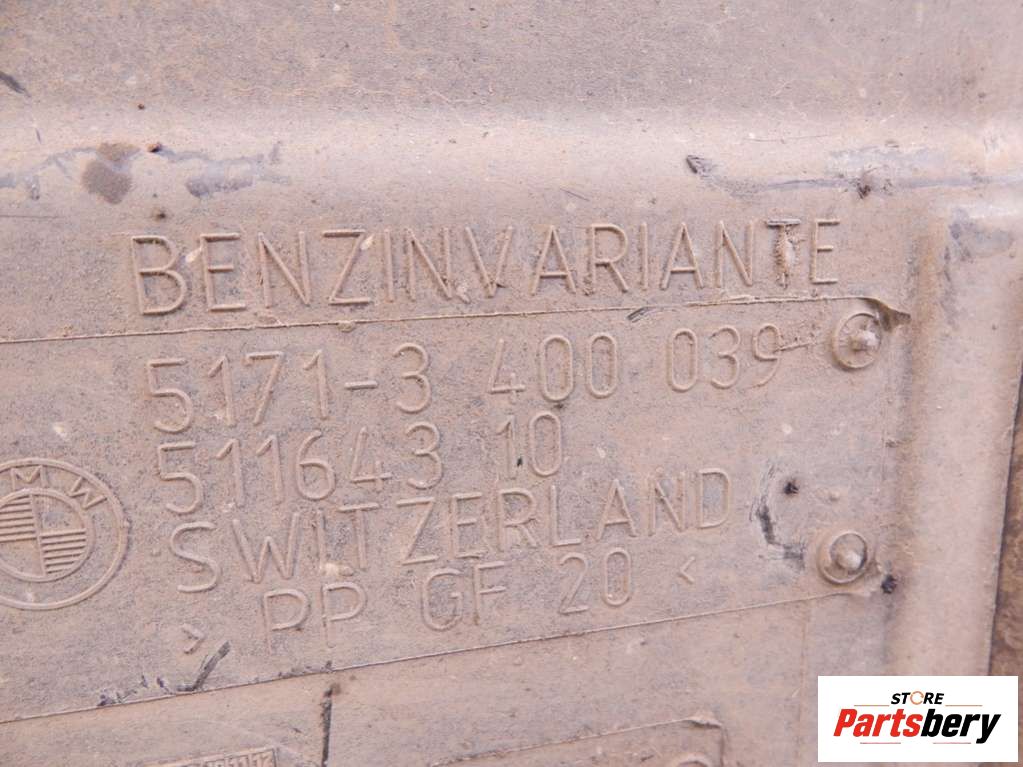 BENZINVARIANTE
5171-3 400 039
511643 10
BMW
SWITZERLAND
> PP GF 20 <
STORE
Partsbery